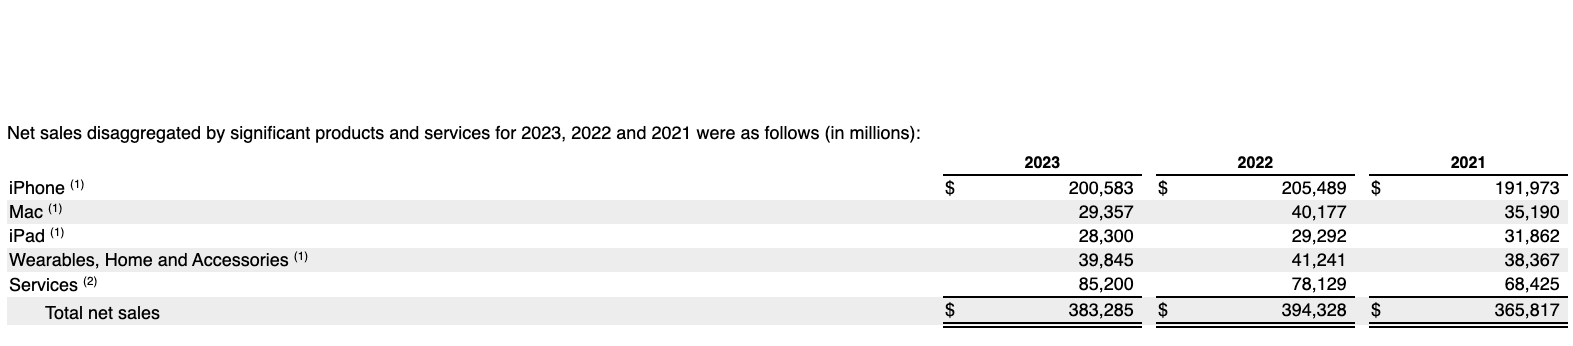 Net sales disaggregated by significant products and services for 2023, 2022 and 2021 were as follows (in millions):
2023 2022 2021
iPhone (1) $ 200,583 $ 205,489 $ 191,973
Mac (1) 29,357 40,177 35,190
iPad (1) 28,300 29,292 31,862
Wearables, Home and Accessories (1) 39,845 41,241 38,367
Services (2) 85,200 78,129 68,425
Total net sales $ 383,285 $ 394,328 $ 365,817